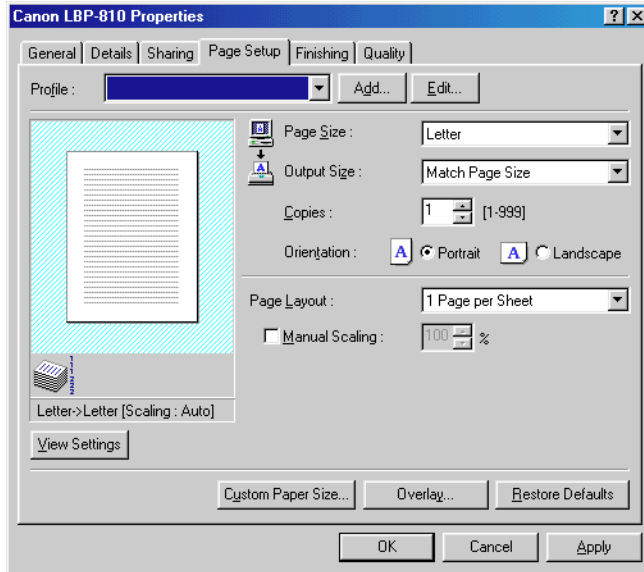 Canon LBP-810 Properties
General Details Sharing Page Setup Finishing Quality
Profile : Add... Edit...
Page Size : Letter
Output Size : Match Page Size
Copies : 1 [1-999]
Orientation : A Portrait A Landscape
Page Layout : 1 Page per Sheet
Manual Scaling : 100 %
Letter->Letter [Scaling : Auto]
View Settings
Custom Paper Size... Overlay... Restore Defaults
OK Cancel Apply